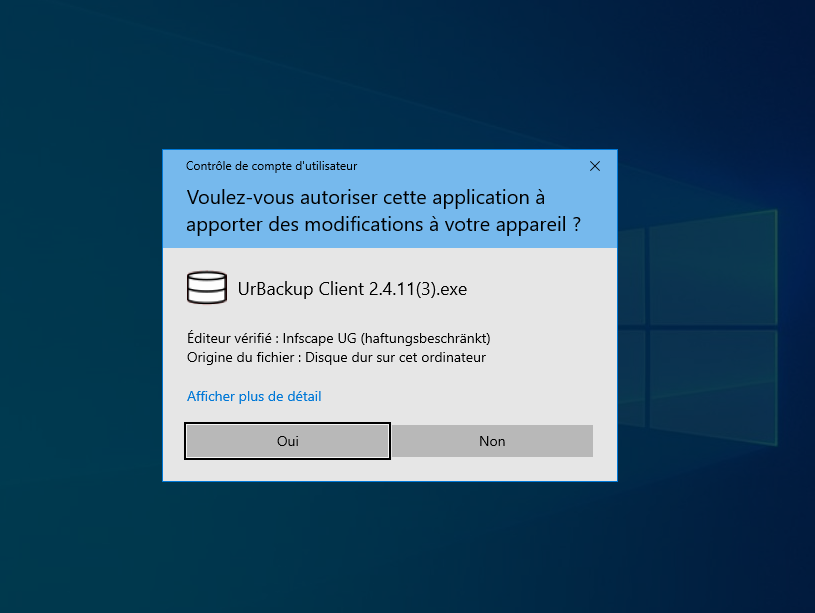 Contrôle de compte d'utilisateur
Voulez-vous autoriser cette application à
apporter des modifications à votre appareil ?
UrBackup Client 2.4.11(3).exe
Éditeur vérifié : Infscape UG (haftungsbeschränkt)
Origine du fichier : Disque dur sur cet ordinateur
Afficher plus de détail
Oui
Non